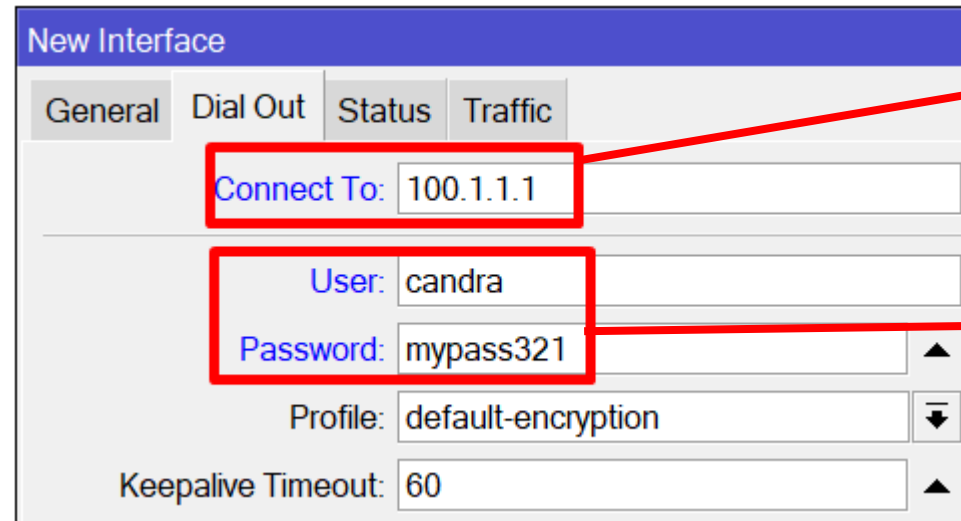 New Interface
General Dial Out Status Traffic
Connect To: 100.1.1.1
User: candra
Password: mypass321
Profile: default-encryption
Keepalive Timeout: 60